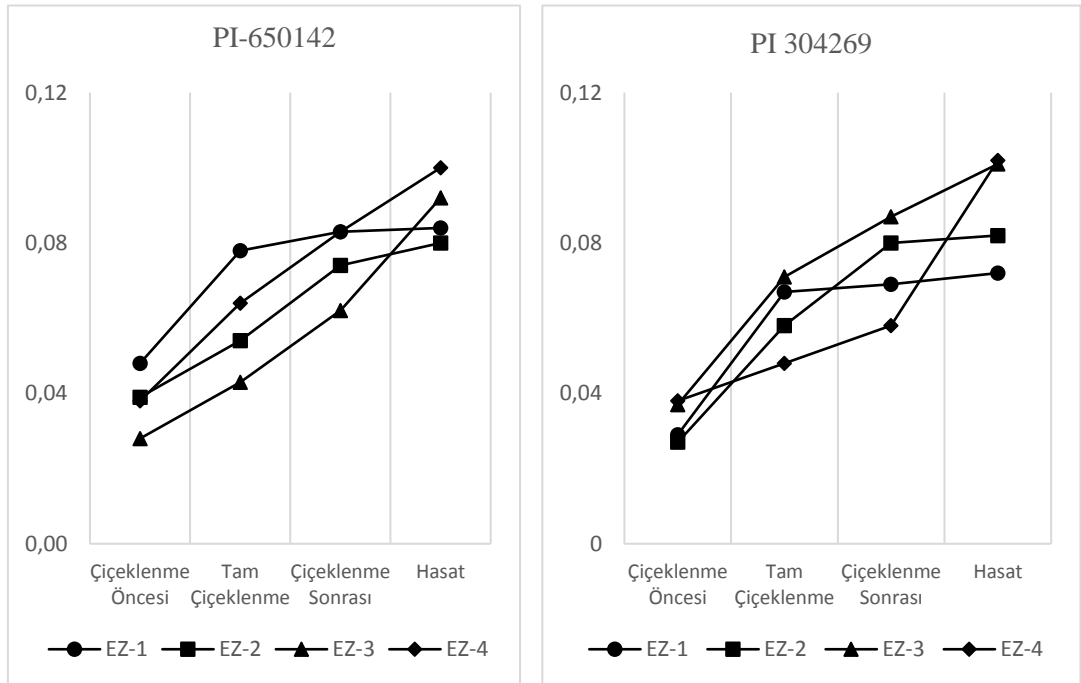 PI-650142
0,12
0,08
0,04
0,00
Çiçeklenme Öncesi
Tam Çiçeklenme
Çiçeklenme Sonrası
Hasat
EZ-1 EZ-2 EZ-3 EZ-4
PI 304269
0,12
0,08
0,04
0
Çiçeklenme Öncesi
Tam Çiçeklenme
Çiçeklenme Sonrası
Hasat
EZ-1 EZ-2 EZ-3 EZ-4